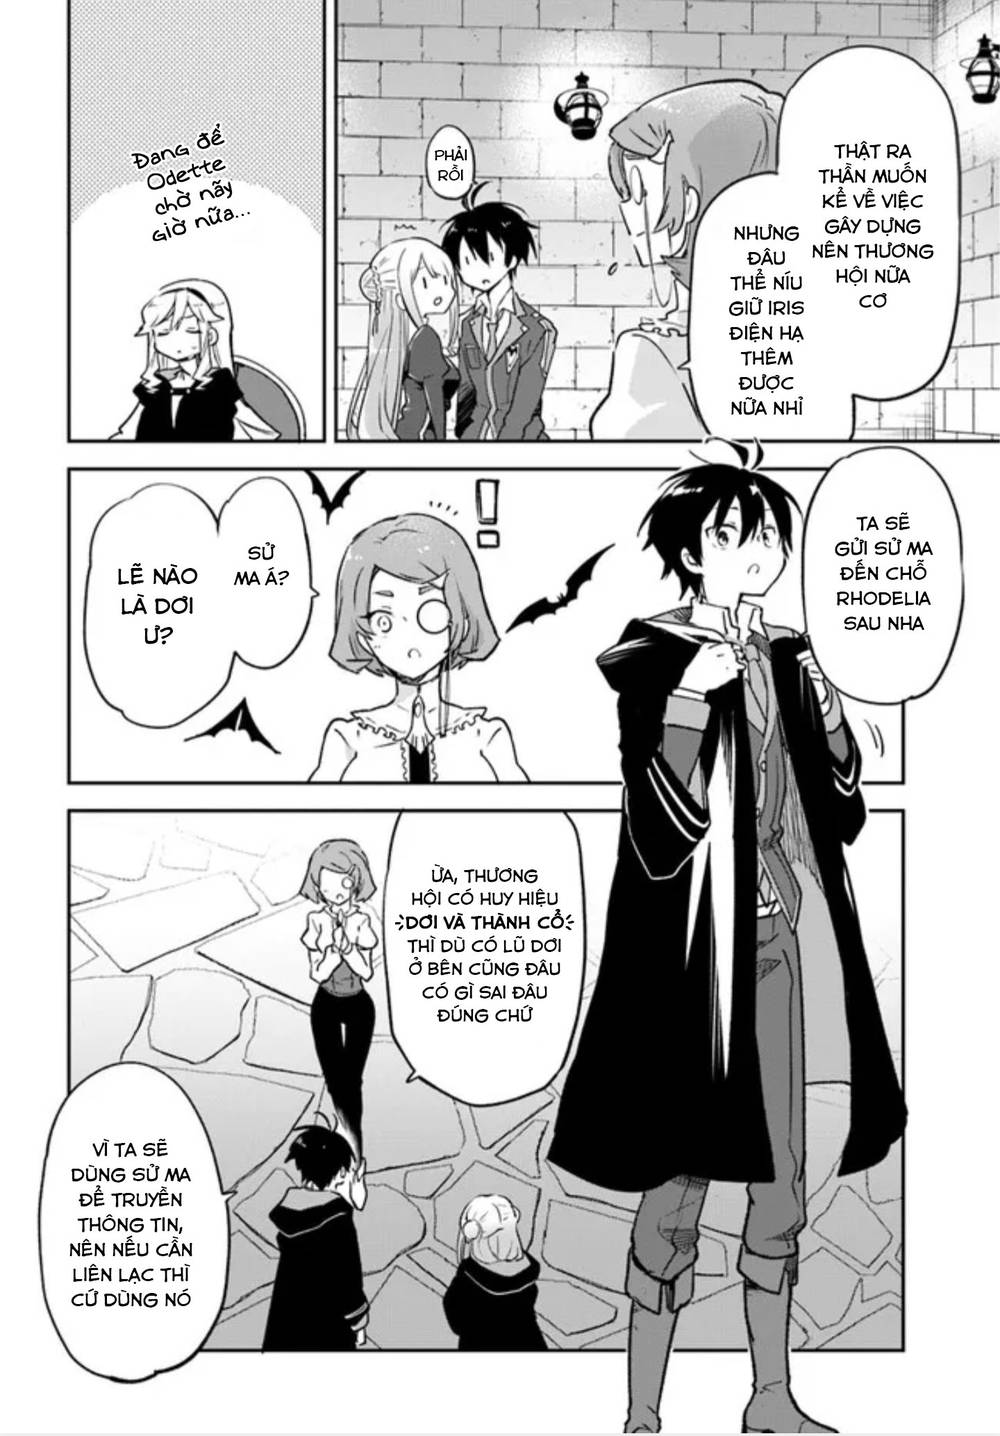 THẬT RA
THẦN MUỐN
KỂ VỀ VIỆC
GÂY DỰNG
NÊN THƯƠNG
HỘI NỮA
CƠ
NHƯNG
ĐÂU
THỂ NÍU
GIỮ IRIS
ĐIỆN HẠ
THÊM
ĐƯỢC
NỮA NHỈ
PHẢI
RỒI
Đang để
Odette
chờ nãy
giờ nữa...
TA SẼ
GỬI SỬ MA
ĐẾN CHỖ
RHODELIA
SAU NHA
!
SỬ
MA Á?
LẼ NÀO
LÀ DƠI
Ư?
ỪA, THƯƠNG
HỘI CÓ HUY HIỆU
DƠI VÀ THÀNH CỔ
THÌ DÙ CÓ LŨ DƠI
Ở BÊN CŨNG ĐÂU
CÓ GÌ SAI ĐÂU
ĐÚNG CHỨ
VÌ TA SẼ
DÙNG SỬ MA
ĐỂ TRUYỀN
THÔNG TIN,
NÊN NẾU CẦN
LIÊN LẠC THÌ
CỨ DÙNG NÓ